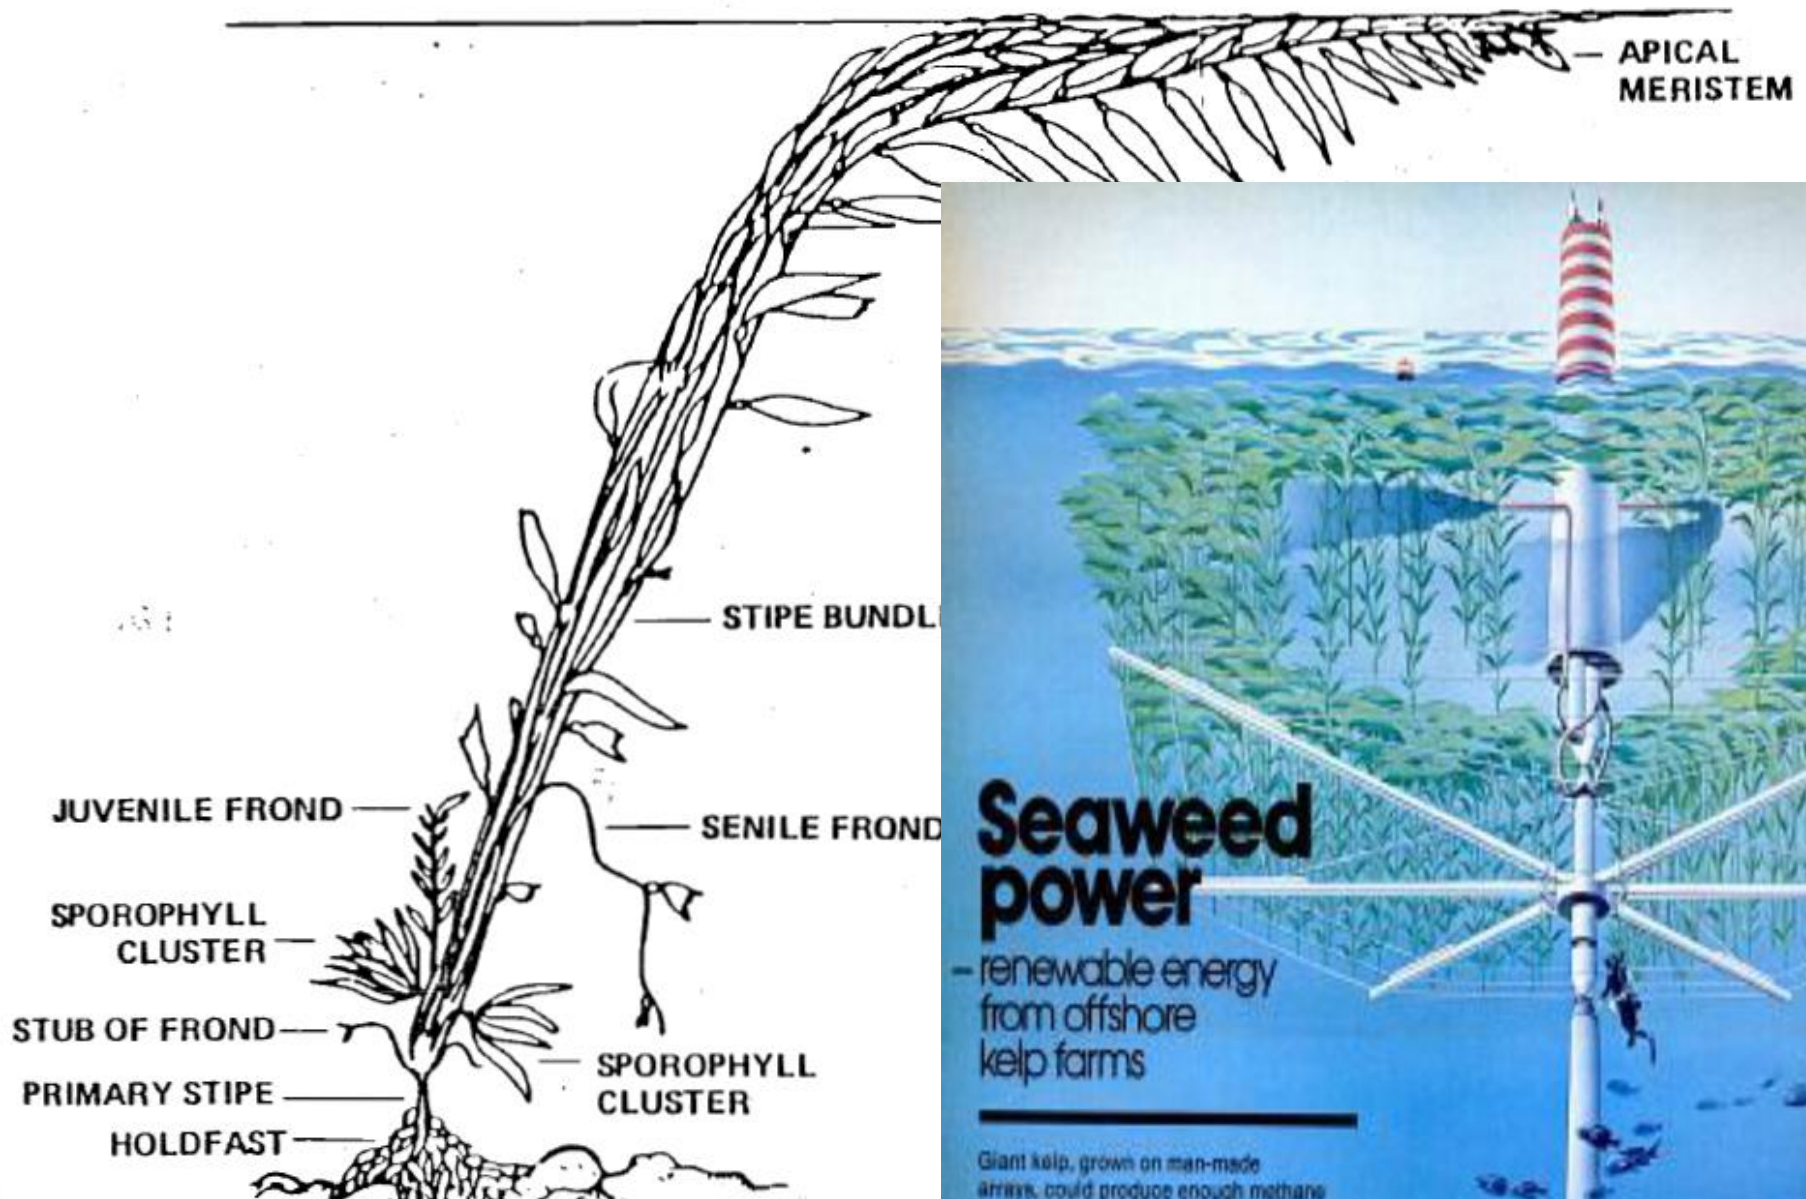 APICAL
MERISTEM
STIPE BUNDL
JUVENILE FROND
SENILE FROND
SPOROPHYLL
CLUSTER
STUB OF FROND
SPOROPHYLL
CLUSTER
PRIMARY STIPE
HOLDFAST
Seaweed
power
– renewable energy
from offshore
kelp farms
Giant kelp, grown on man-made
arrays, could produce enough methane